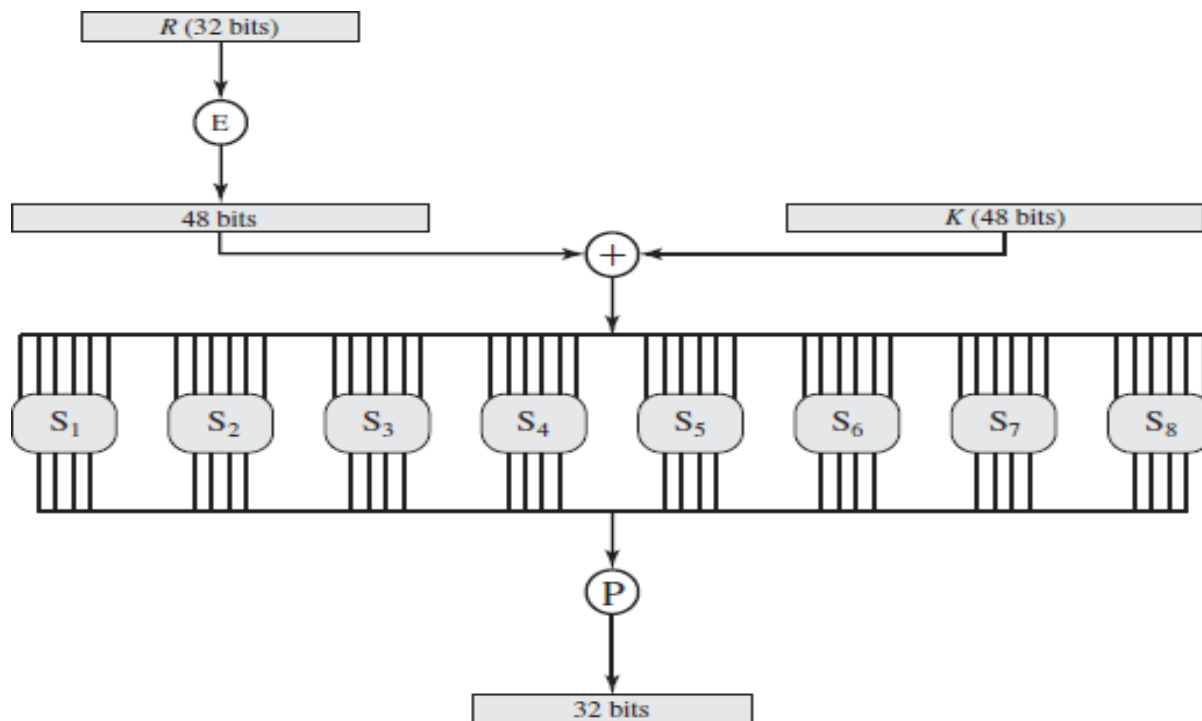 R (32 bits)
E
48 bits
K (48 bits)
+
S1 S2 S3 S4 S5 S6 S7 S8
P
32 bits